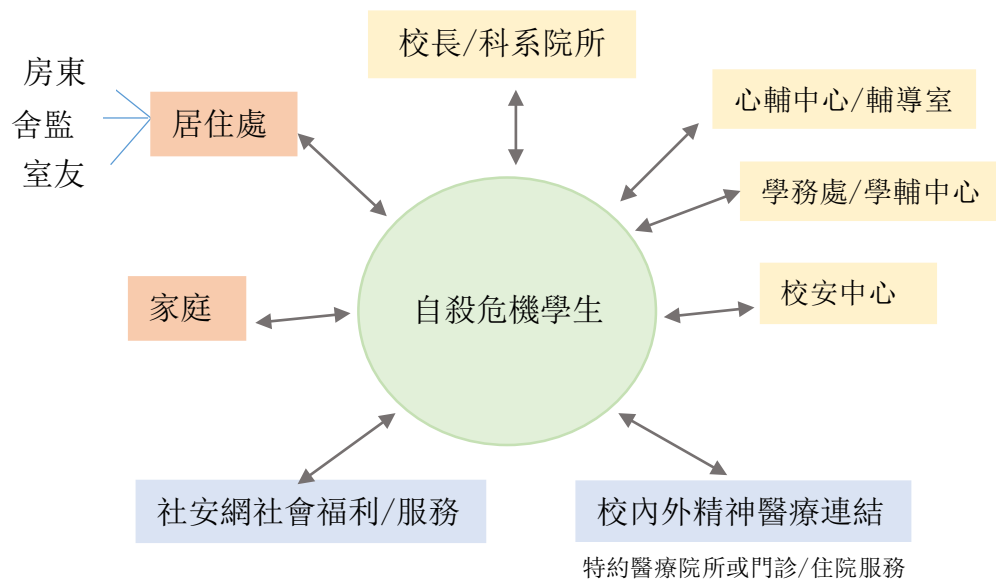 校長/科系院所
房東
舍監
室友
居住處
心輔中心/輔導室
學務處/學輔中心
家庭
自殺危機學生
校安中心
社安網社會福利/服務
校內外精神醫療連結
特約醫療院所或門診/住院服務